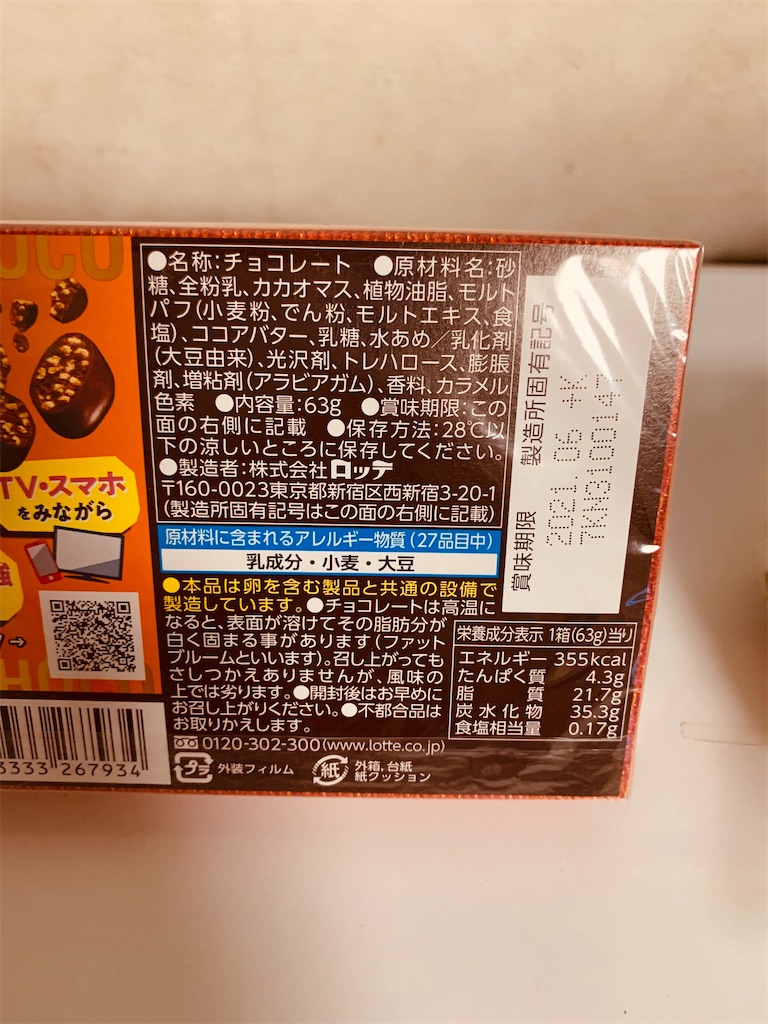 ●名称:チョコレート ●原材料名:砂
糖、全粉乳、カカオマス、植物油脂、モルト
パフ(小麦粉、でん粉、モルトエキス、食
塩)、ココアバター、乳糖、水あめ/乳化剤
(大豆由来)、光沢剤、トレハロース、膨脹
剤、増粘剤(アラビアガム)、香料、カラメル
色素 ●内容量:63g ●賞味期限:この
面の右側に記載 ●保存方法:28℃以
下の涼しいところに保存してください。
●製造者:株式会社ロッテ
〒160-0023東京都新宿区西新宿3-20-1
(製造所固有記号はこの面の右側に記載)
原材料に含まれるアレルギー物質(27品目中)
乳成分・小麦・大豆
●本品は卵を含む製品と共通の設備で
製造しています。●チョコレートは高温に
なると、表面が溶けてその脂肪分が
白く固まる事があります(ファット
ブルームといいます)。召し上がっても
さしつかえありませんが、風味の
上では劣ります。●開封後はお早めに
お召し上がりください。●不都合品は
お取りかえします。
0120-302-300(www.lotte.co.jp)
プラ 外装フィルム
紙 外箱、台紙
紙クッション
賞味期限 製造所固有記号
2021.06 +K
栄養成分表示 1箱(63g)当り
エネルギー 355kcal
たんぱく質 4.3g
脂質 21.7g
炭水化物 35.3g
食塩相当量 0.17g
TV・スマホ
をみながら
強
3333 267934